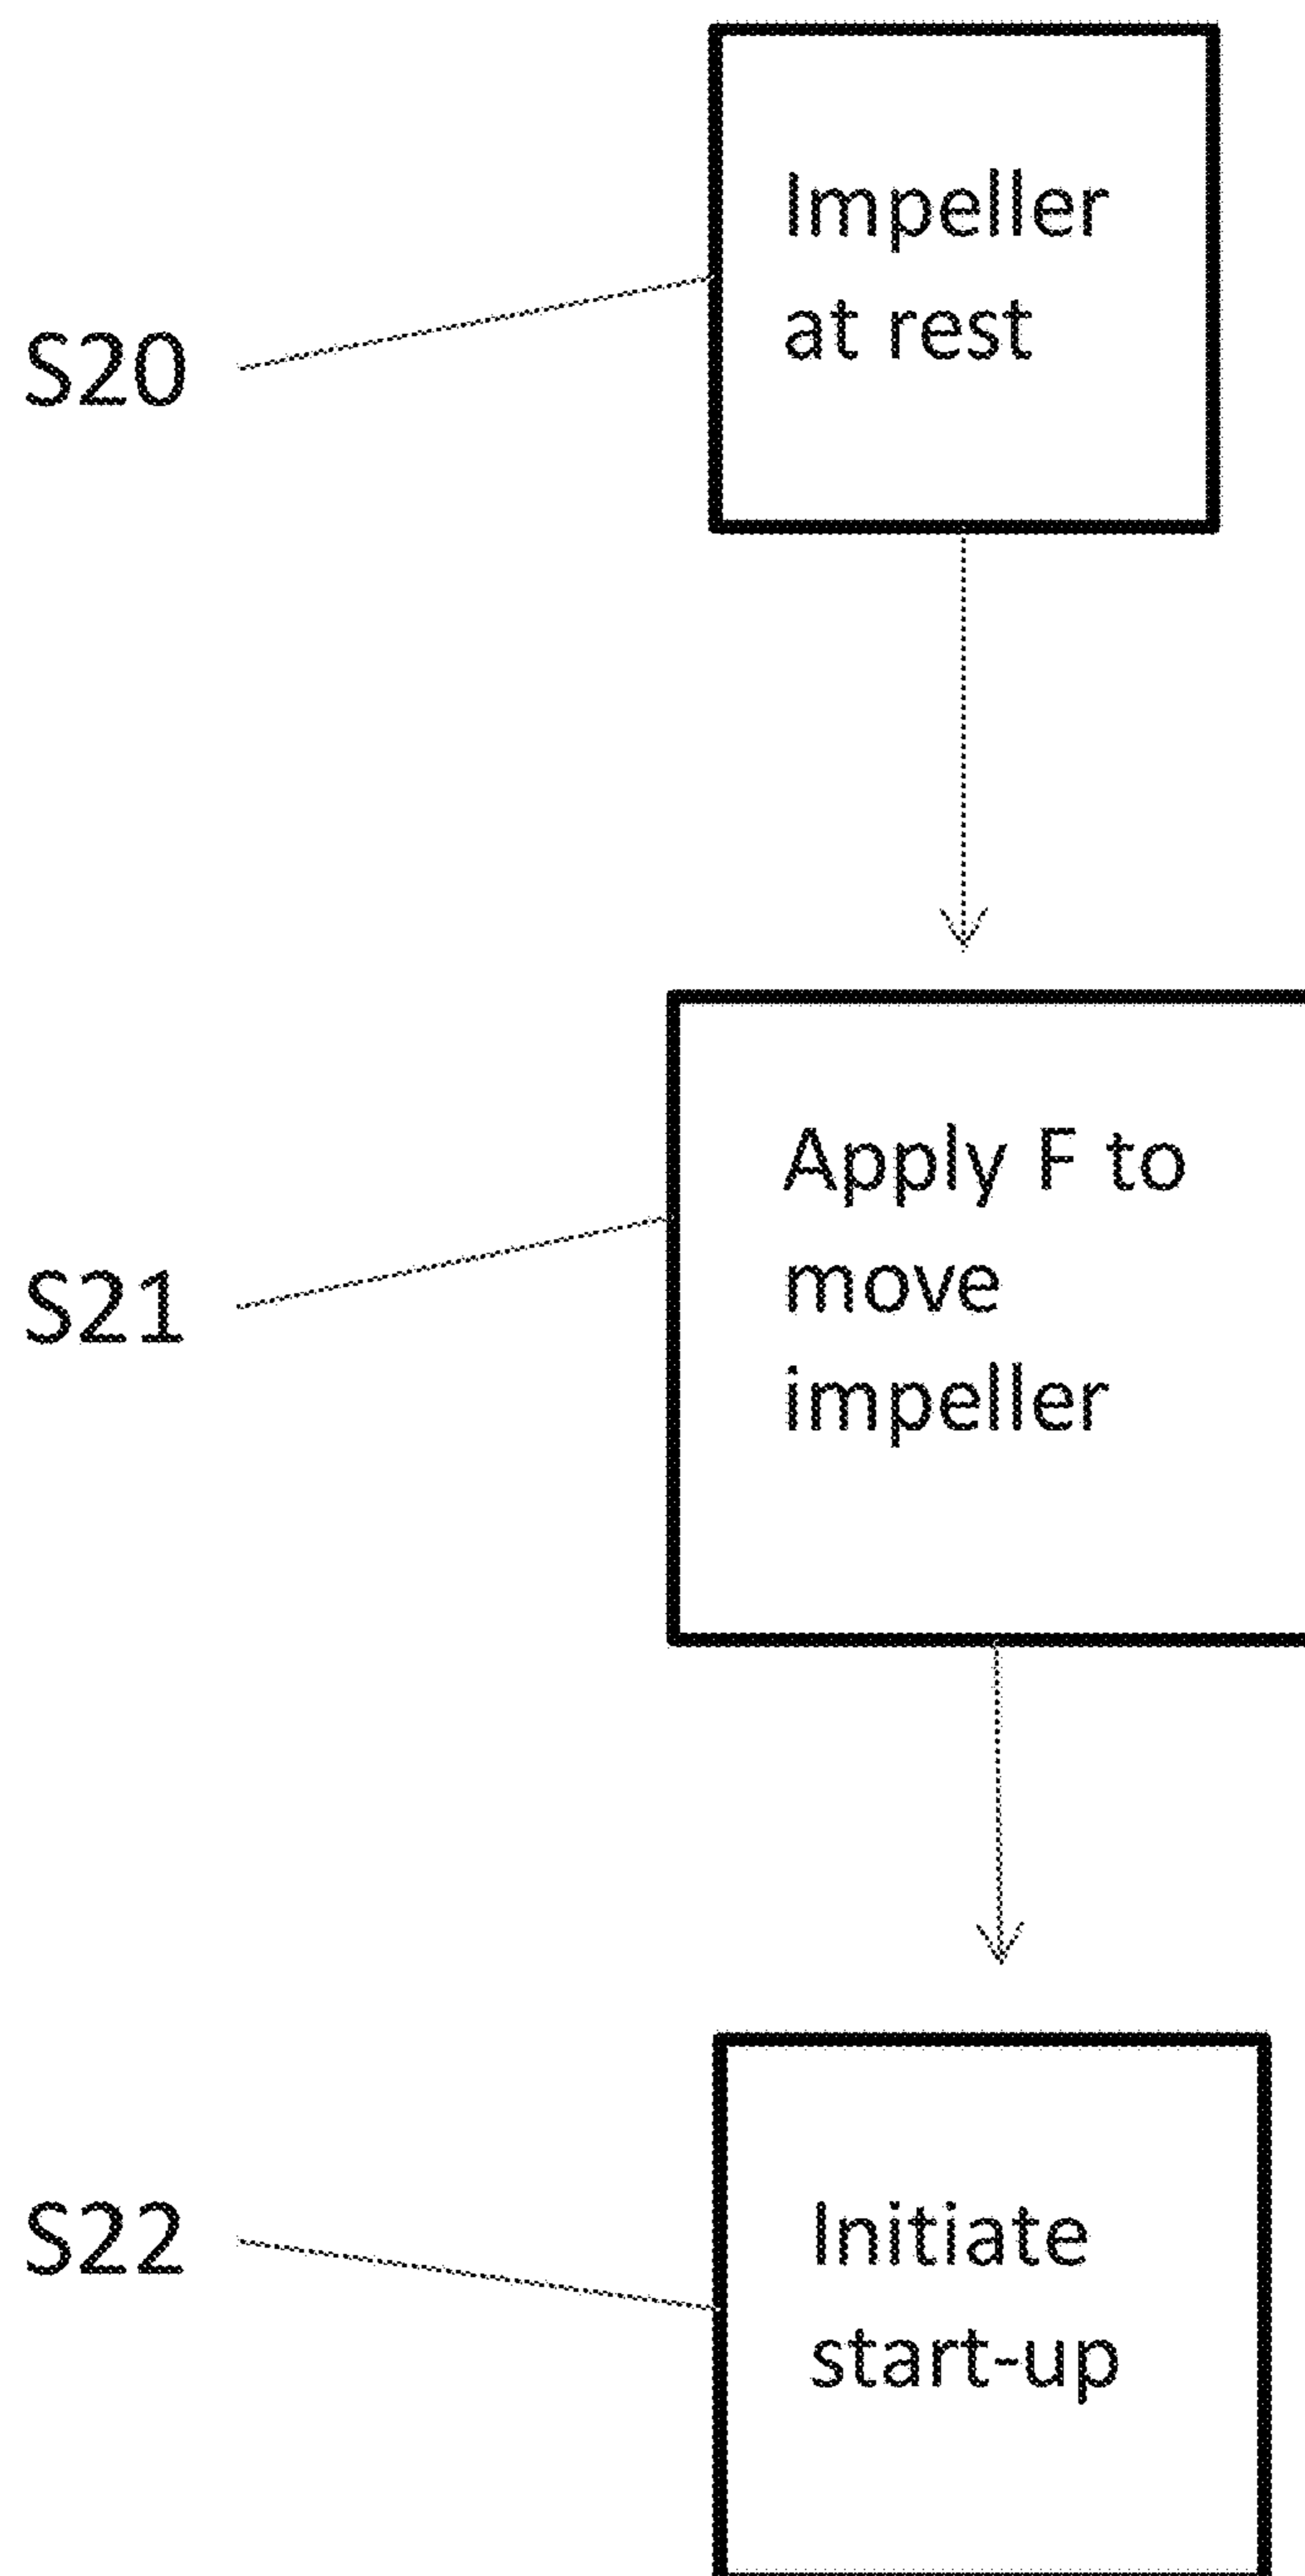 Impeller
at rest
S20
Apply F to
move
impeller
S21
Initiate
start-up
S22